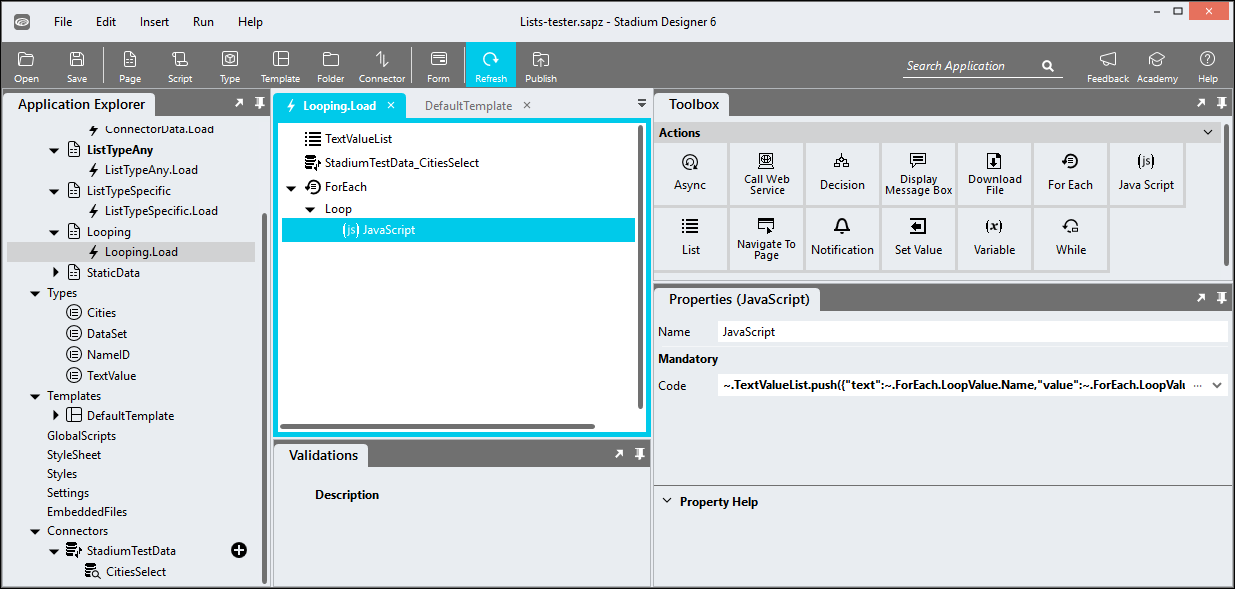 File Edit Insert Run Help
Lists-tester.sapz - Stadium Designer 6
Open Save Page Script Type Template Folder Connector Form Refresh Publish
Search Application
Feedback Academy Help
Application Explorer
ConnectorData.Load
ListTypeAny
ListTypeAny.Load
ListTypeSpecific
ListTypeSpecific.Load
Looping
Looping.Load
StaticData
Types
Cities
DataSet
NameID
TextValue
Templates
DefaultTemplate
GlobalScripts
StyleSheet
Styles
Settings
EmbeddedFiles
Connectors
StadiumTestData
CitiesSelect
Looping.Load
DefaultTemplate
TextValueList
StadiumTestData_CitiesSelect
ForEach
Loop
(js) JavaScript
Validations
Description
Toolbox
Actions
Async
Call Web
Service
Decision
Display
Message Box
Download
File
For Each
(js)
Java Script
List
Navigate To
Page
Notification
Set Value
(x)
Variable
While
Properties (JavaScript)
Name JavaScript
Mandatory
Code ~.TextValueList.push({"text":~.ForEach.LoopValue.Name,"value":~.ForEach.LoopValu ...
Property Help